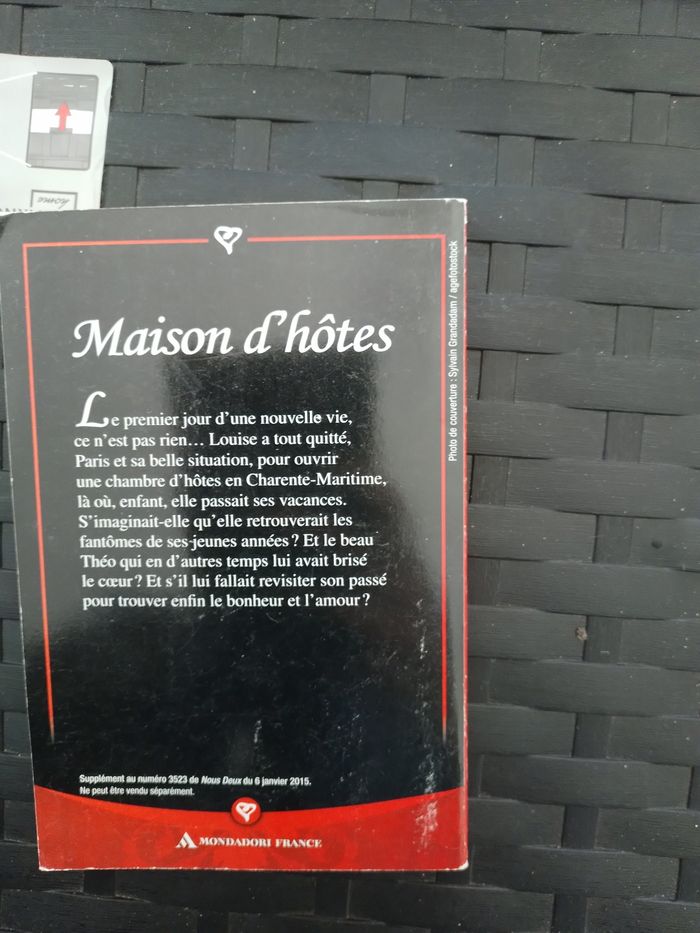 home
Maison d'hôtes
Le premier jour d'une nouvelle vie,
ce n'est pas rien... Louise a tout quitté,
Paris et sa belle situation, pour ouvrir
une chambre d'hôtes en Charente-Maritime,
là où, enfant, elle passait ses vacances.
S'imaginait-elle qu'elle retrouverait les
fantômes de ses jeunes années ? Et le beau
Théo qui en d'autres temps lui avait brisé
le cœur ? Et s'il lui fallait revisiter son passé
pour trouver enfin le bonheur et l'amour ?
Photo de couverture : Sylvain Grandadam / agefotostock
Supplément au numéro 3523 de Nous Deux du 6 janvier 2015.
Ne peut être vendu séparément.
MONDADORI FRANCE